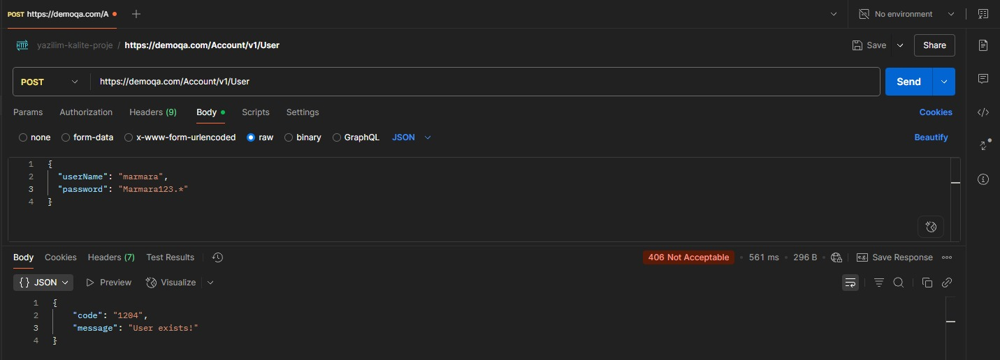 POST https://demoqa.com/A
No environment
HTTP yazilim-kalite-proje / https://demoqa.com/Account/v1/User
Save Share
POST https://demoqa.com/Account/v1/User Send
Params Authorization Headers (9) Body Scripts Settings Cookies
none form-data x-www-form-urlencoded raw binary GraphQL JSON Beautify
1 {
2 "userName": "marmara",
3 "password": "Marmara123.*"
4 }
Body Cookies Headers (7) Test Results 406 Not Acceptable 561 ms 296 B e.g. Save Response
{} JSON Preview Visualize
1 {
2 "code": "1204",
3 "message": "User exists!"
4 }